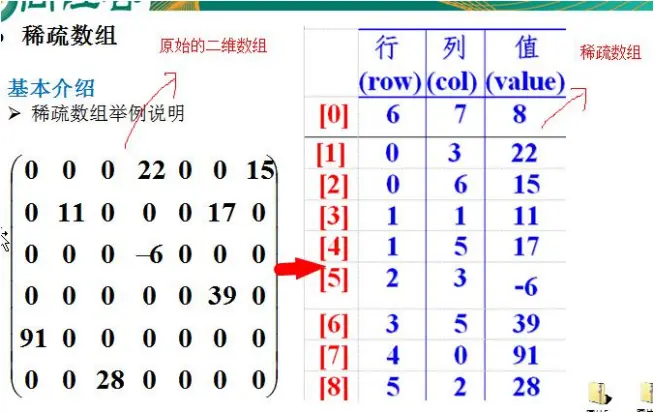 稀疏数组
原始的二维数组
基本介绍
➢ 稀疏数组举例说明
0 0 0 22 0 0 15
0 11 0 0 0 17 0
0 0 0 –6 0 0 0
0 0 0 0 0 39 0
91 0 0 0 0 0 0
0 0 28 0 0 0 0
行 列 值
(row) (col) (value)
稀疏数组
[0] 6 7 8
[1] 0 3 22
[2] 0 6 15
[3] 1 1 11
[4] 1 5 17
[5] 2 3 -6
[6] 3 5 39
[7] 4 0 91
[8] 5 2 28